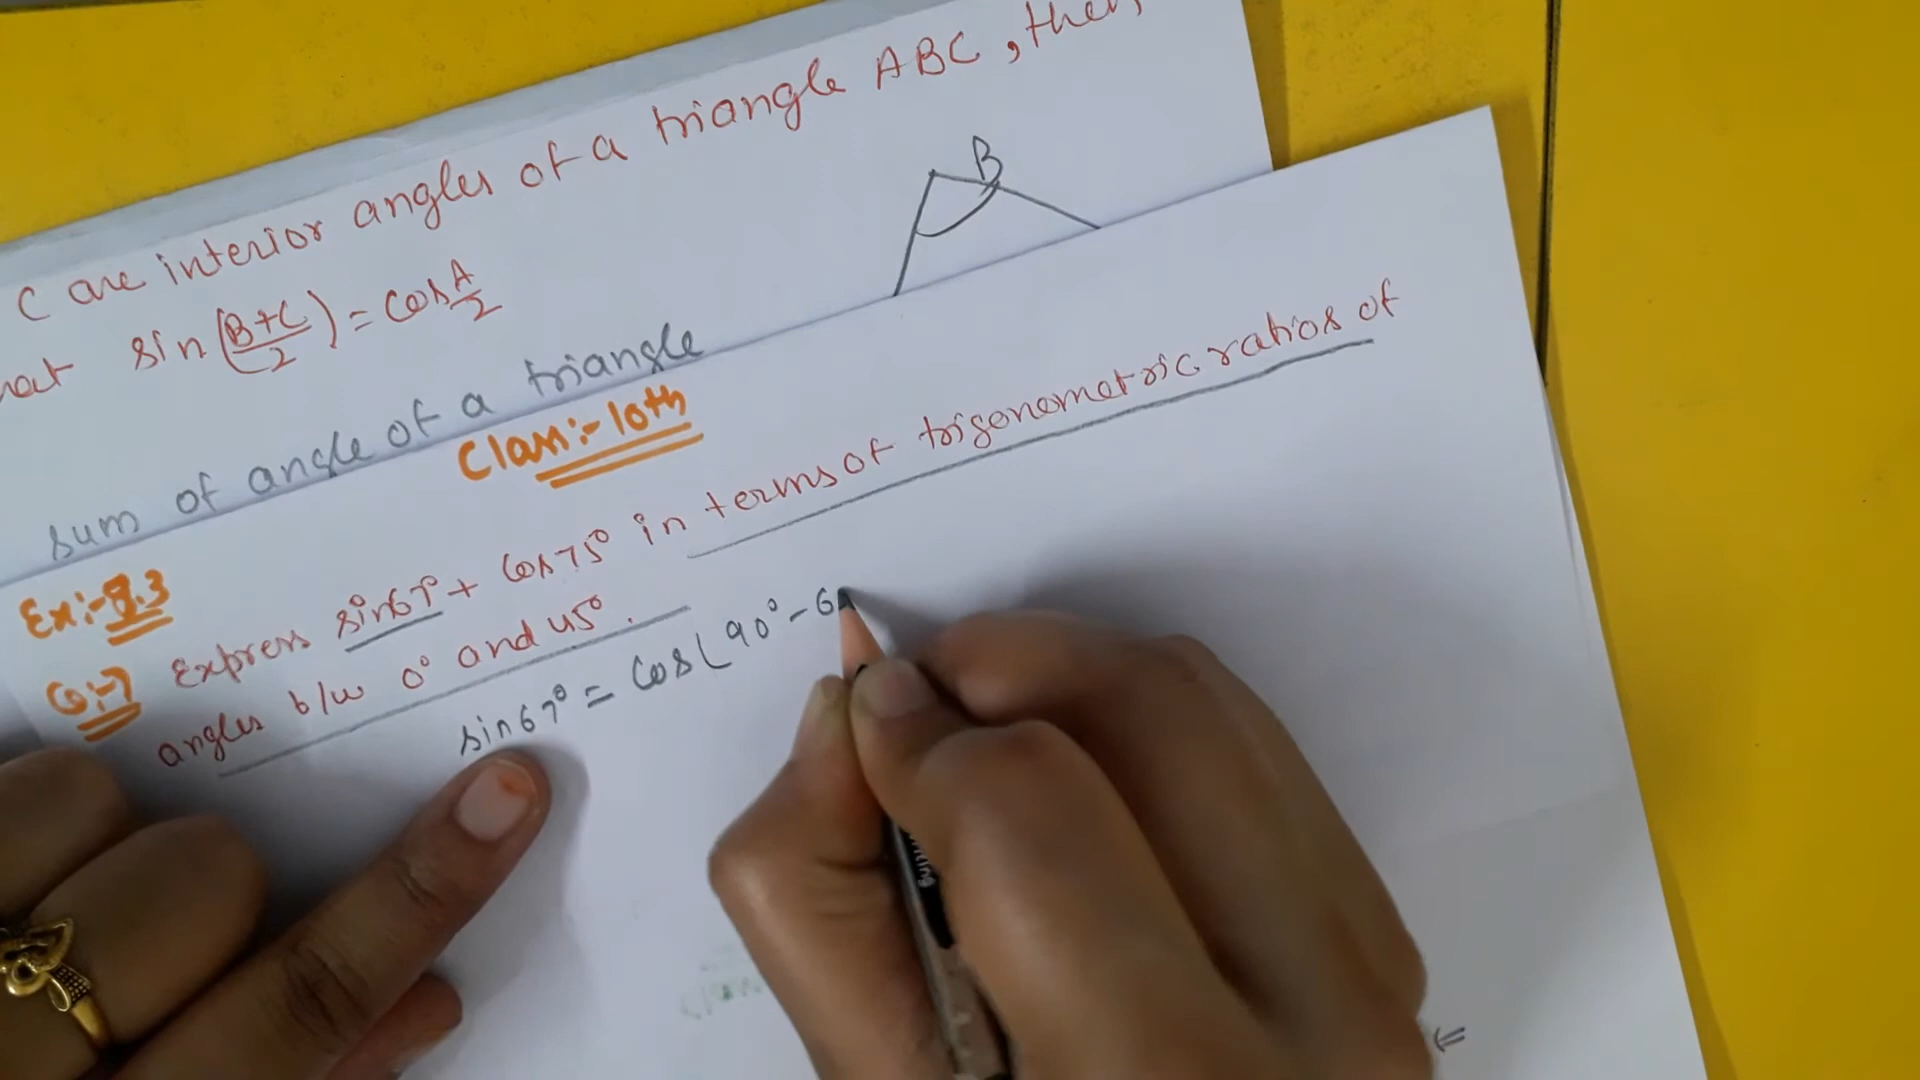 C are interior angles of a triangle ABC, then
sin (B+C/2) = cos A/2
B
sum of angle of a triangle
Class:- 10th
Ex:- 8.3
Q:-7 Express sin67° + cos75° in terms of trigonometric ratios of
angles b/w 0° and 45°.
sin67° = cos(90° - 6